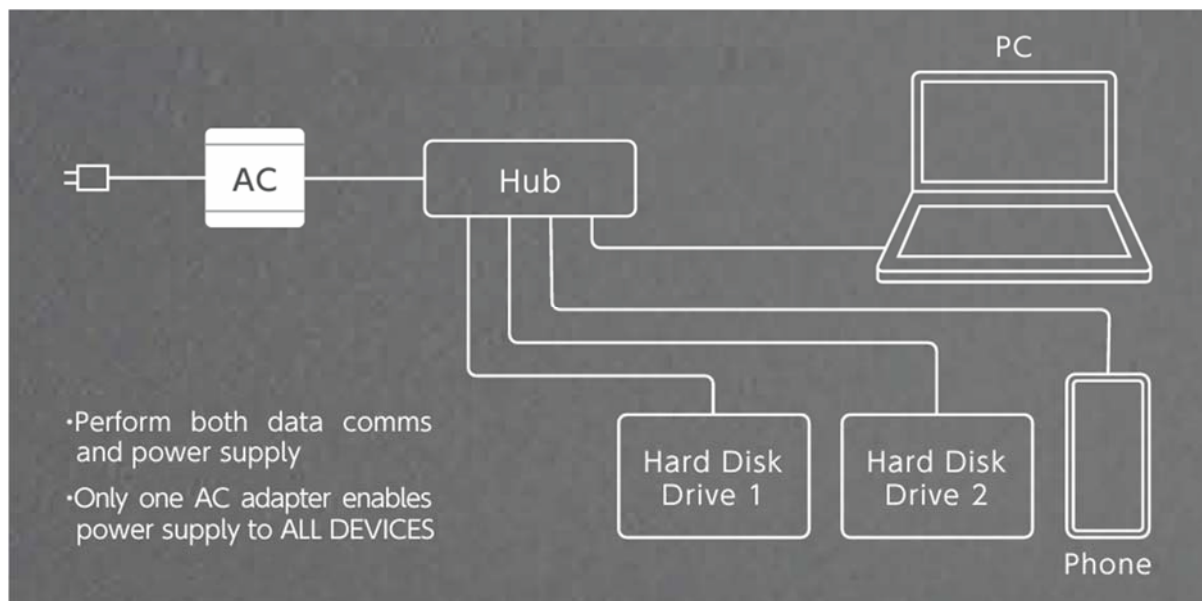 PC
AC
Hub
Hard Disk
Drive 1
Hard Disk
Drive 2
Phone
·Perform both data comms
and power supply
·Only one AC adapter enables
power supply to ALL DEVICES